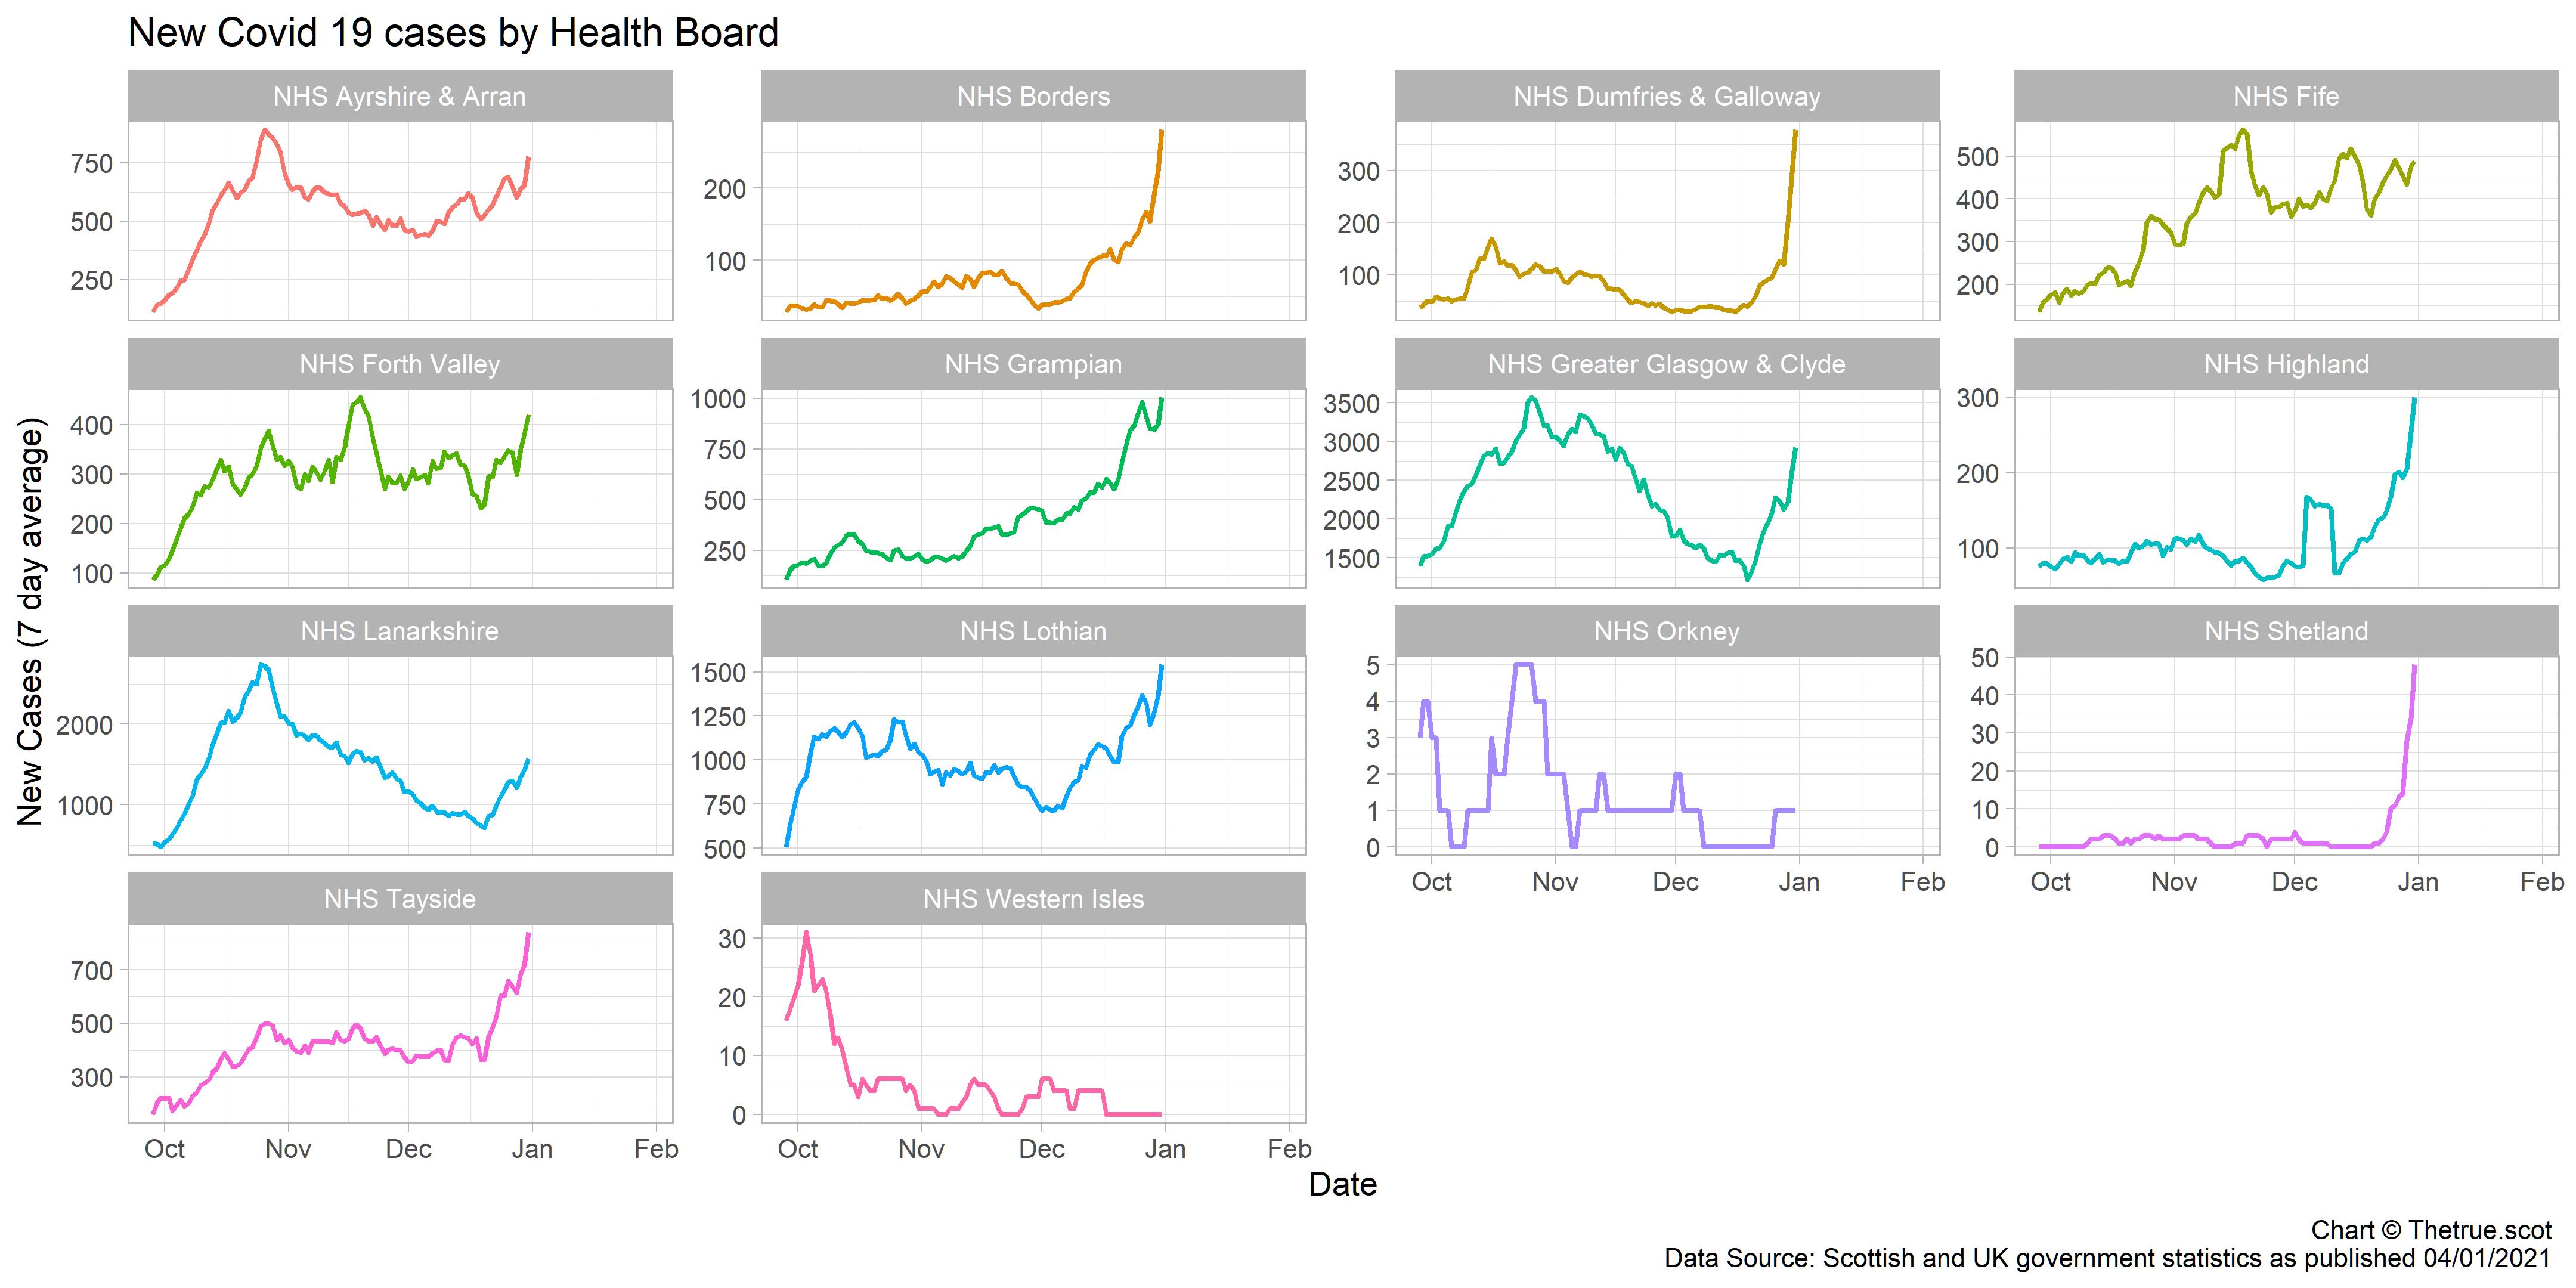 New Covid 19 cases by Health Board
NHS Ayrshire & Arran
NHS Borders
NHS Dumfries & Galloway
NHS Fife
750
500
250
200
100
300
200
100
500
400
300
200
NHS Forth Valley
NHS Grampian
NHS Greater Glasgow & Clyde
NHS Highland
400
300
200
100
1000
750
500
250
3500
3000
2500
2000
1500
300
200
100
NHS Lanarkshire
NHS Lothian
NHS Orkney
NHS Shetland
2000
1000
1500
1250
1000
750
500
5
4
3
2
1
0
50
40
30
20
10
0
Oct Nov Dec Jan Feb
Oct Nov Dec Jan Feb
NHS Tayside
NHS Western Isles
700
500
300
30
20
10
0
Oct Nov Dec Jan Feb
Oct Nov Dec Jan Feb
New Cases (7 day average)
Date
Chart © Thetrue.scot
Data Source: Scottish and UK government statistics as published 04/01/2021